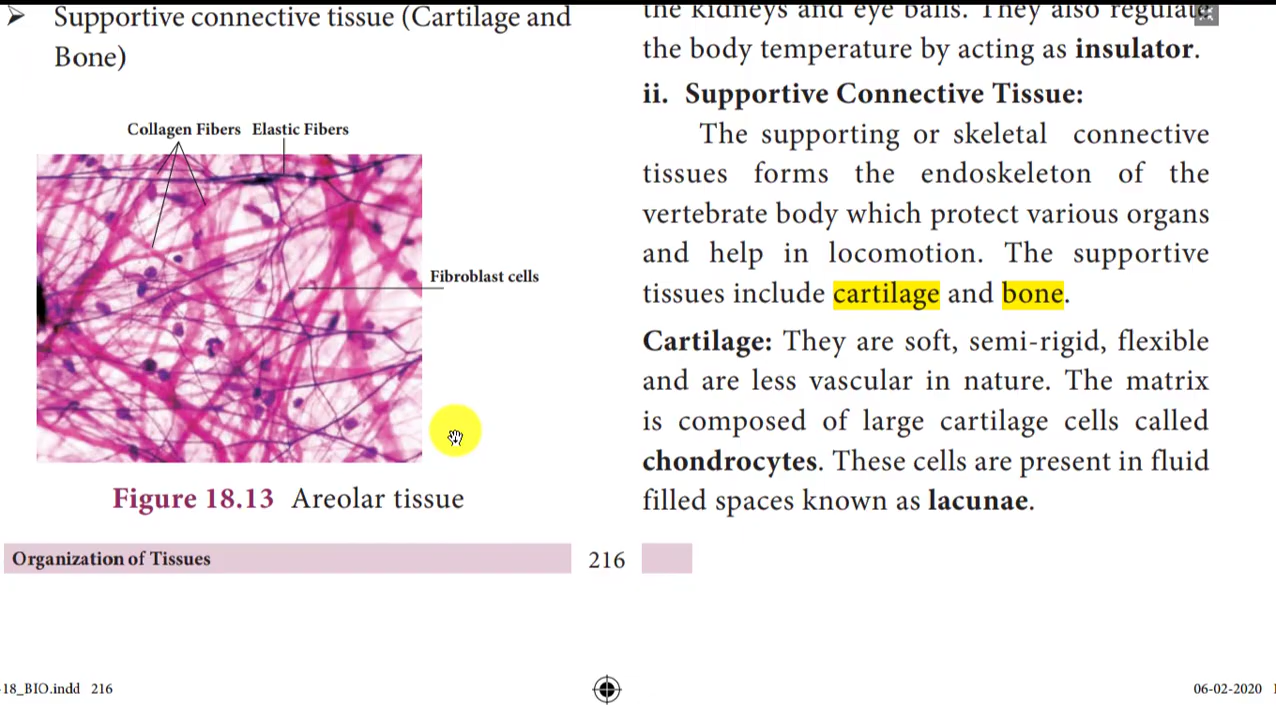 ➢ Supportive connective tissue (Cartilage and
Bone)
Collagen Fibers Elastic Fibers
Fibroblast cells
Figure 18.13 Areolar tissue
Organization of Tissues
216
the kidneys and eye balls. They also regulate
the body temperature by acting as insulator.
ii. Supportive Connective Tissue:
The supporting or skeletal connective
tissues forms the endoskeleton of the
vertebrate body which protect various organs
and help in locomotion. The supportive
tissues include cartilage and bone.
Cartilage: They are soft, semi-rigid, flexible
and are less vascular in nature. The matrix
is composed of large cartilage cells called
chondrocytes. These cells are present in fluid
filled spaces known as lacunae.
-18_BIO.indd 216
06-02-2020